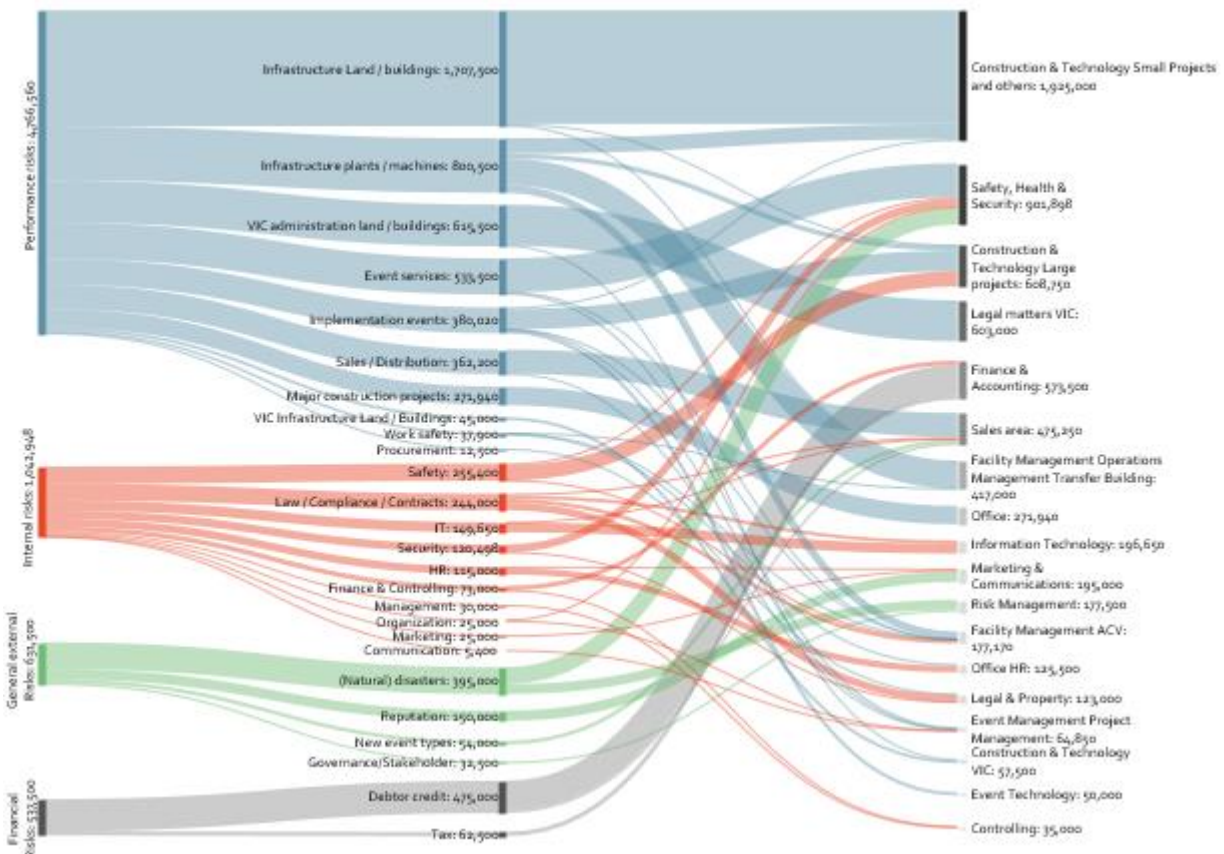 Performance risks: 4,766,560
Internal risks: 1,042,948
General external
Risks: 631,500
Financial
Risks: 537,500
Infrastructure Land / buildings: 1,707,500
Infrastructure plants / machines: 800,500
VIC administration land / buildings: 615,500
Event services: 533,500
Implementation events: 380,020
Sales / Distribution: 362,200
Major construction projects: 271,940
VIC Infrastructure Land / Buildings: 45,000
Work safety: 37,900
Procurement: 12,500
Safety: 255,400
Law / Compliance / Contracts: 244,000
IT: 149,650
Security: 120,498
HR: 115,000
Finance & Controlling: 73,000
Management: 30,000
Organization: 25,000
Marketing: 25,000
Communication: 5,400
(Natural) disasters: 395,000
Reputation: 150,000
New event types: 54,000
Governance/Stakeholder: 32,500
Debtor credit: 475,000
Tax: 62,500
Construction & Technology Small Projects
and others: 1,925,000
Safety, Health &
Security: 901,898
Construction &
Technology Large
projects: 608,750
Legal matters VIC:
603,000
Finance &
Accounting: 573,500
Sales area: 475,250
Facility Management Operations
Management Transfer Building:
417,000
Office: 271,940
Information Technology: 196,650
Marketing &
Communications: 195,000
Risk Management: 177,500
Facility Management ACV:
177,170
Office HR: 125,500
Legal & Property: 123,000
Event Management Project
Management: 64,850
Construction & Technology
VIC: 57,500
Event Technology: 50,000
Controlling: 35,000